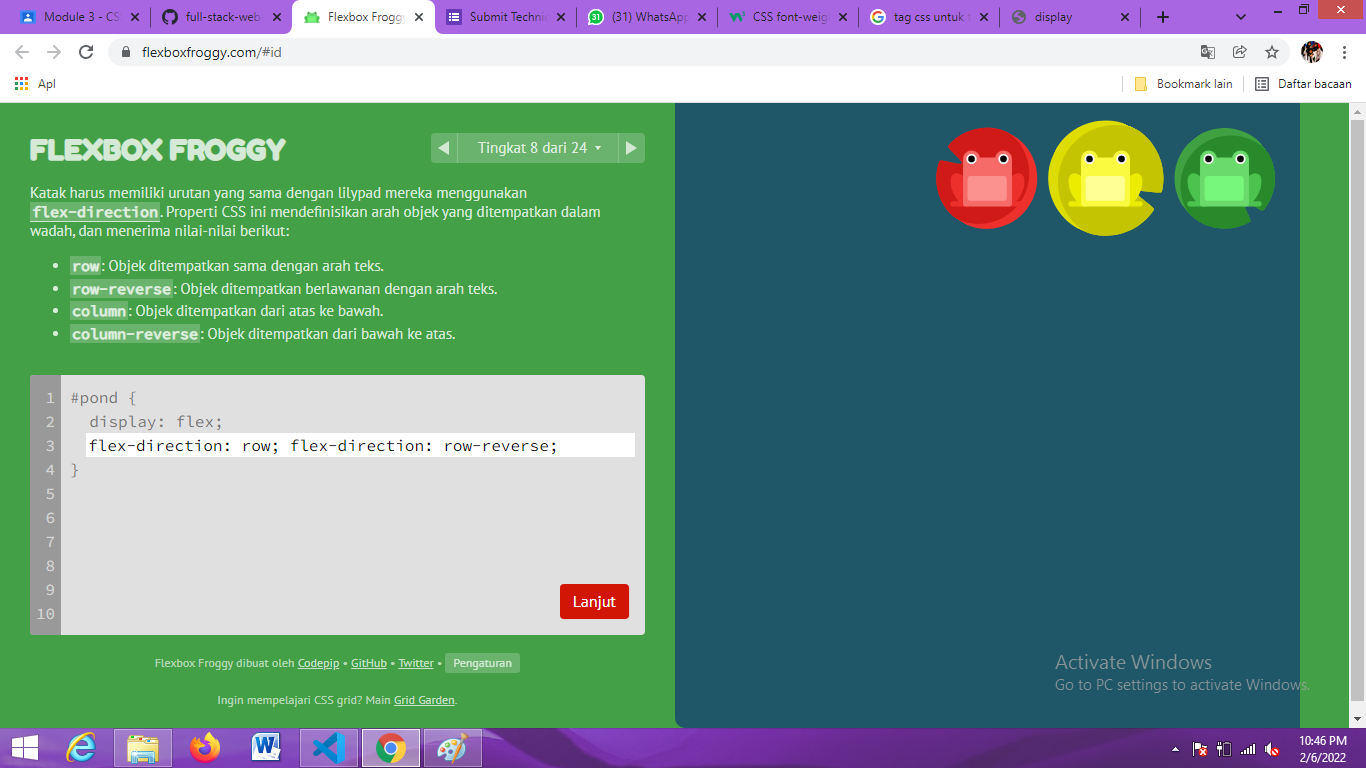 Module 3 - CS
full-stack-web
Flexbox Froggy
Submit Techni
(31) WhatsApp
CSS font-weig
tag css untuk
display
flexboxfroggy.com/#id
Apl
Bookmark lain
Daftar bacaan
FLEXBOX FROGGY
Tingkat 8 dari 24
Katak harus memiliki urutan yang sama dengan lilypad mereka menggunakan
flex-direction. Properti CSS ini mendefinisikan arah objek yang ditempatkan dalam
wadah, dan menerima nilai-nilai berikut:
• row: Objek ditempatkan sama dengan arah teks.
• row-reverse: Objek ditempatkan berlawanan dengan arah teks.
• column: Objek ditempatkan dari atas ke bawah.
• column-reverse: Objek ditempatkan dari bawah ke atas.
1 #pond {
2 display: flex;
3 flex-direction: row; flex-direction: row-reverse;
4 }
5
6
7
8
9
10
Lanjut
Flexbox Froggy dibuat oleh Codepip • GitHub • Twitter • Pengaturan
Ingin mempelajari CSS grid? Main Grid Garden.
Activate Windows
Go to PC settings to activate Windows.
10:46 PM
2/6/2022